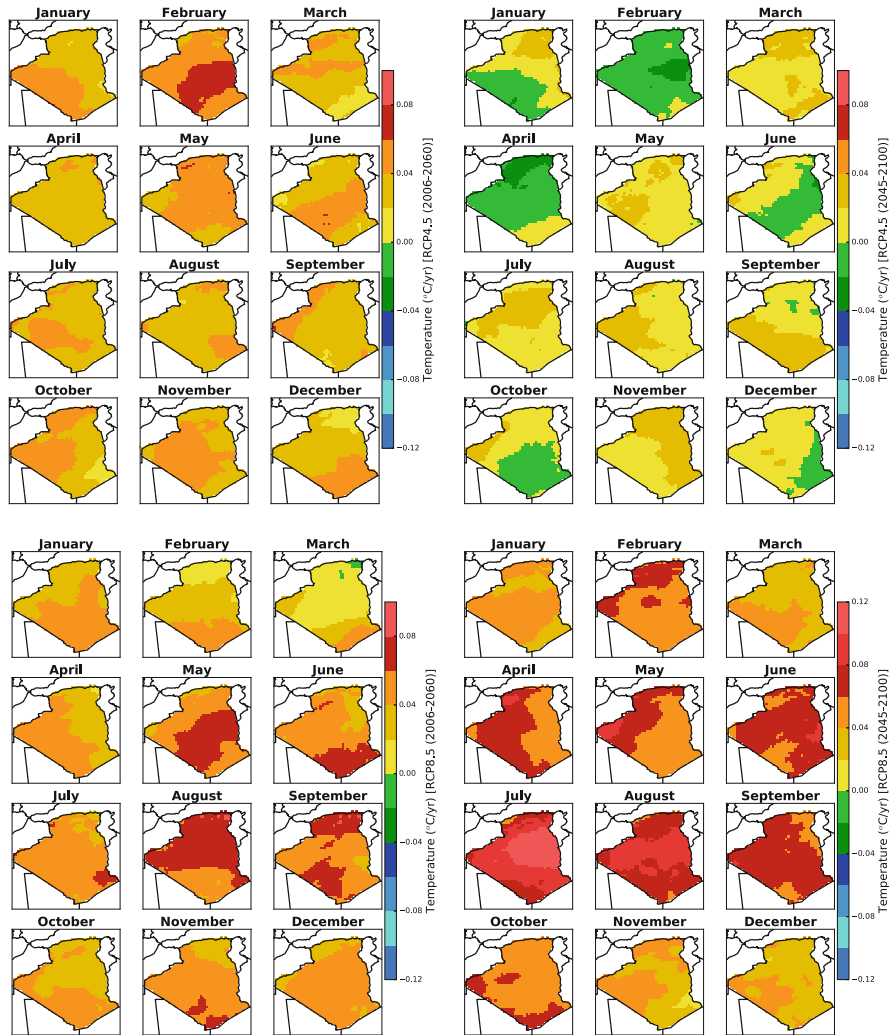 January February March
April May June
July August September
October November December
0.08
0.04
0.00
−0.04
−0.08
−0.12
Temperature (°C/yr) [RCP4.5 (2006–2060)]
January February March
April May June
July August September
October November December
0.08
0.04
0.00
−0.04
−0.08
−0.12
Temperature (°C/yr) [RCP4.5 (2045–2100)]
January February March
April May June
July August September
October November December
0.08
0.04
0.00
−0.04
−0.08
−0.12
Temperature (°C/yr) [RCP8.5 (2006–2060)]
January February March
April May June
July August September
October November December
0.12
0.08
0.04
0.00
−0.04
−0.08
−0.12
Temperature (°C/yr) [RCP8.5 (2045–2100)]